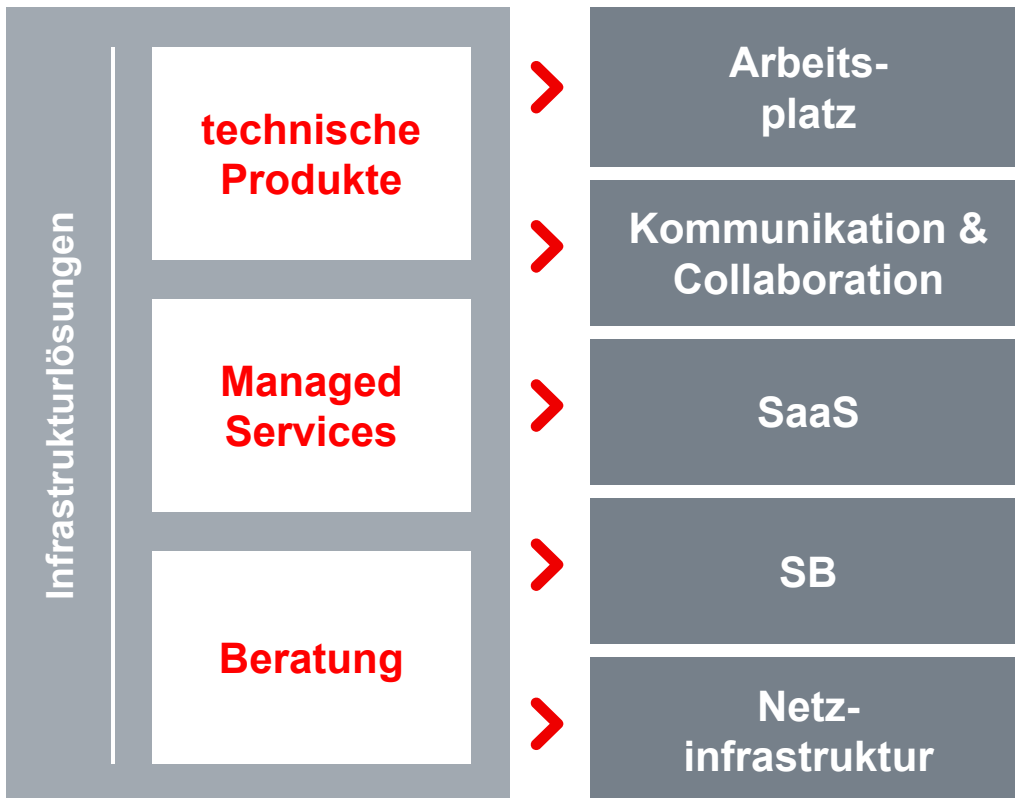 Infrastrukturlösungen
technische
Produkte
Managed
Services
Beratung
Arbeits-
platz
Kommunikation &
Collaboration
SaaS
SB
Netz-
infrastruktur